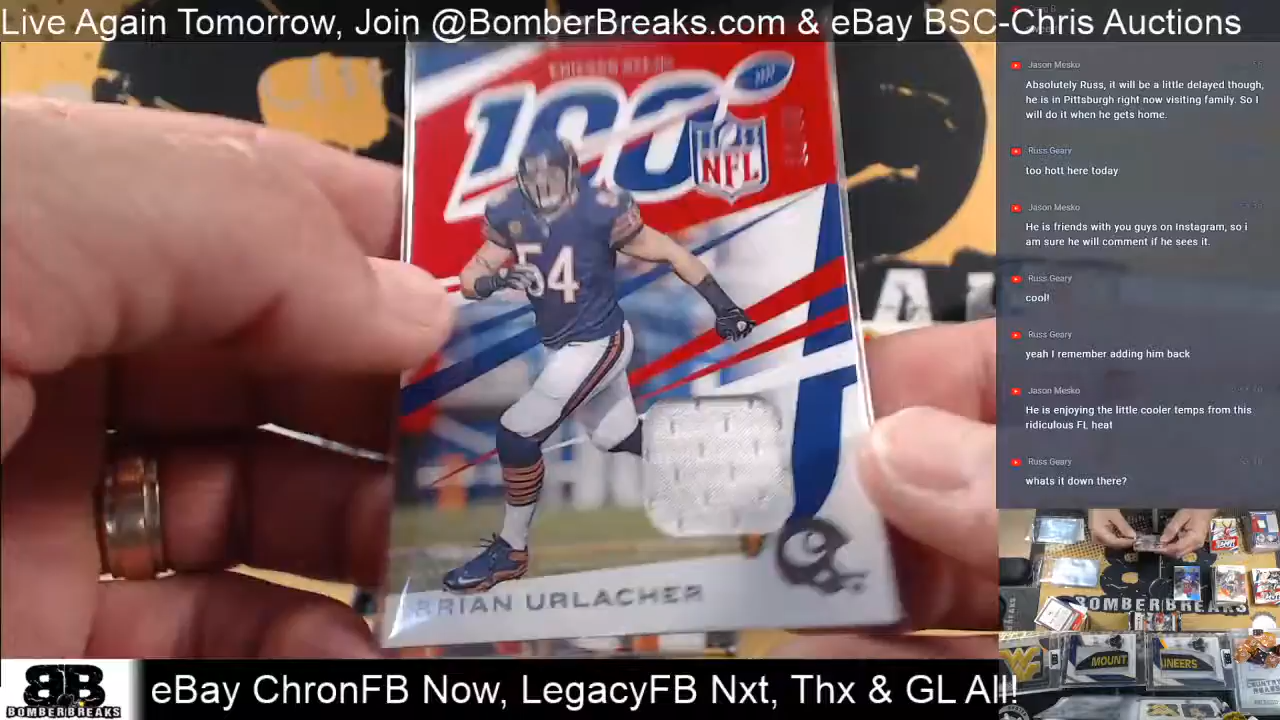 Live Again Tomorrow, Join @BomberBreaks.com & eBay BSC-Chris Auctions
100
NFL
54
BRIAN URLACHER
Jason Mesko
Absolutely Russ, it will be a little delayed though,
he is in Pittsburgh right now visiting family. So I
will do it when he gets home.
Russ Geary
too hott here today
Jason Mesko
He is friends with you guys on Instagram, so i
am sure he will comment if he sees it.
Russ Geary
cool!
Russ Geary
yeah I remember adding him back
Jason Mesko
He is enjoying the little cooler temps from this
ridiculous FL heat
Russ Geary
whats it down there?
BOMBERBREAKS
MOUNT
AINEERS
BB
BOMBERBREAKS
eBay ChronFB Now, LegacyFB Nxt, Thx & GL All!